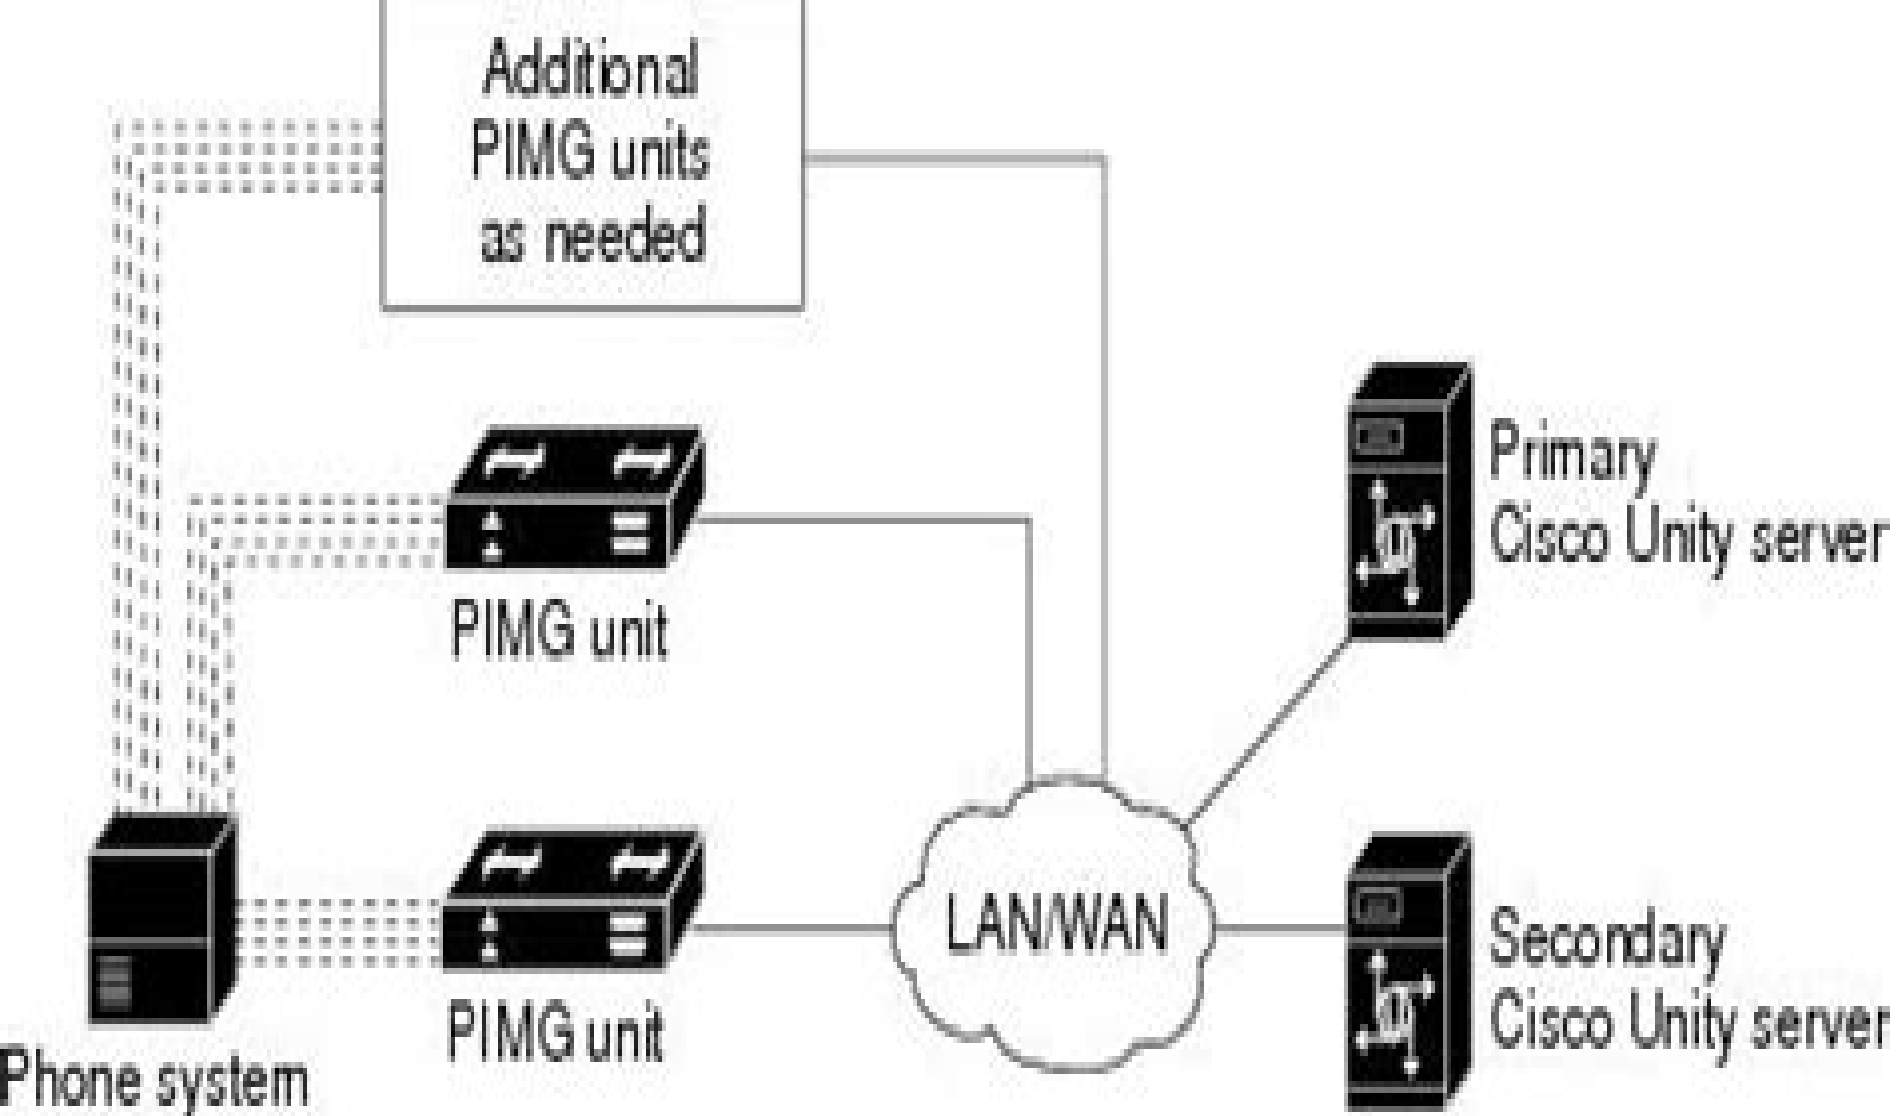 Additional
PIMG units
as needed
Primary
Cisco Unity server
PIMG unit
LAN/WAN
Secondary
Cisco Unity server
PIMG unit
Phone system